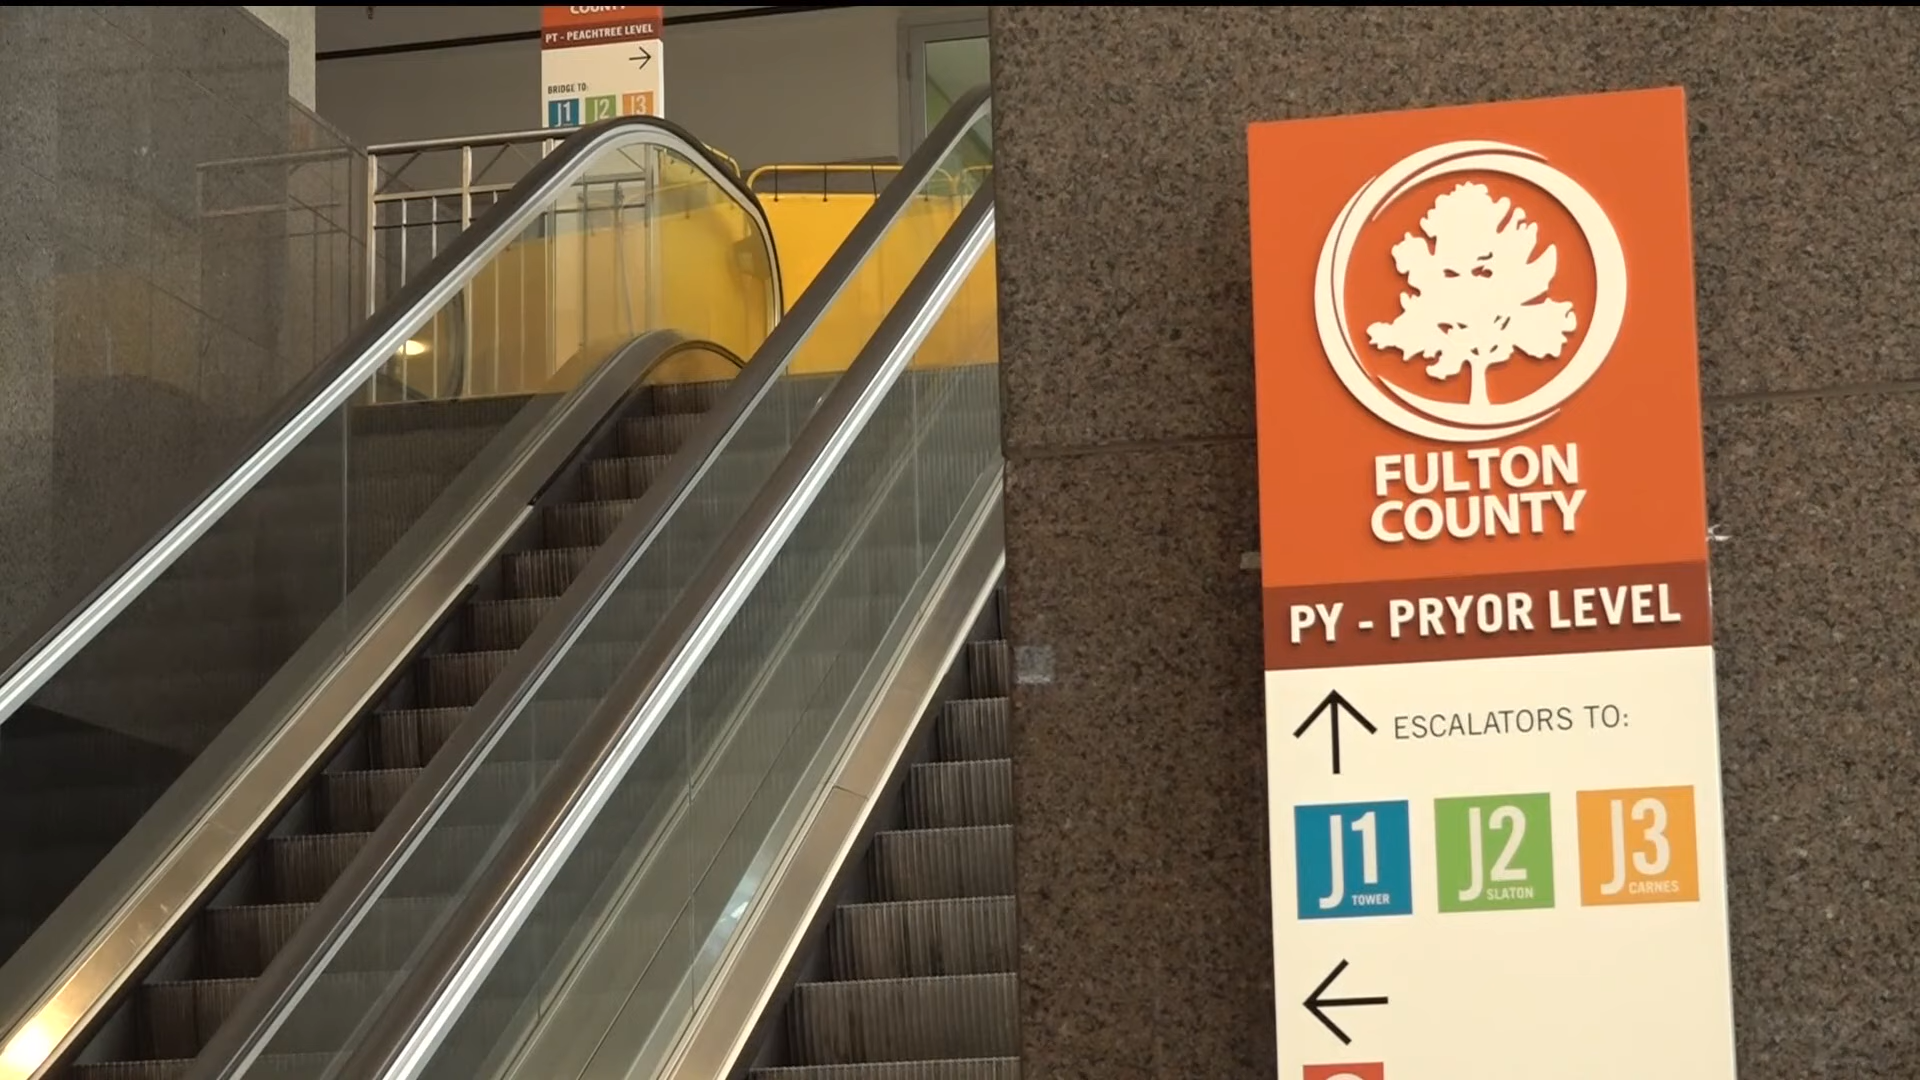 COUNTY
PT - PEACHTREE LEVEL
BRIDGE TO:
J1 J2 J3
FULTON
COUNTY
PY - PRYOR LEVEL
ESCALATORS TO:
J1 TOWER
J2 SLATON
J3 CARNES